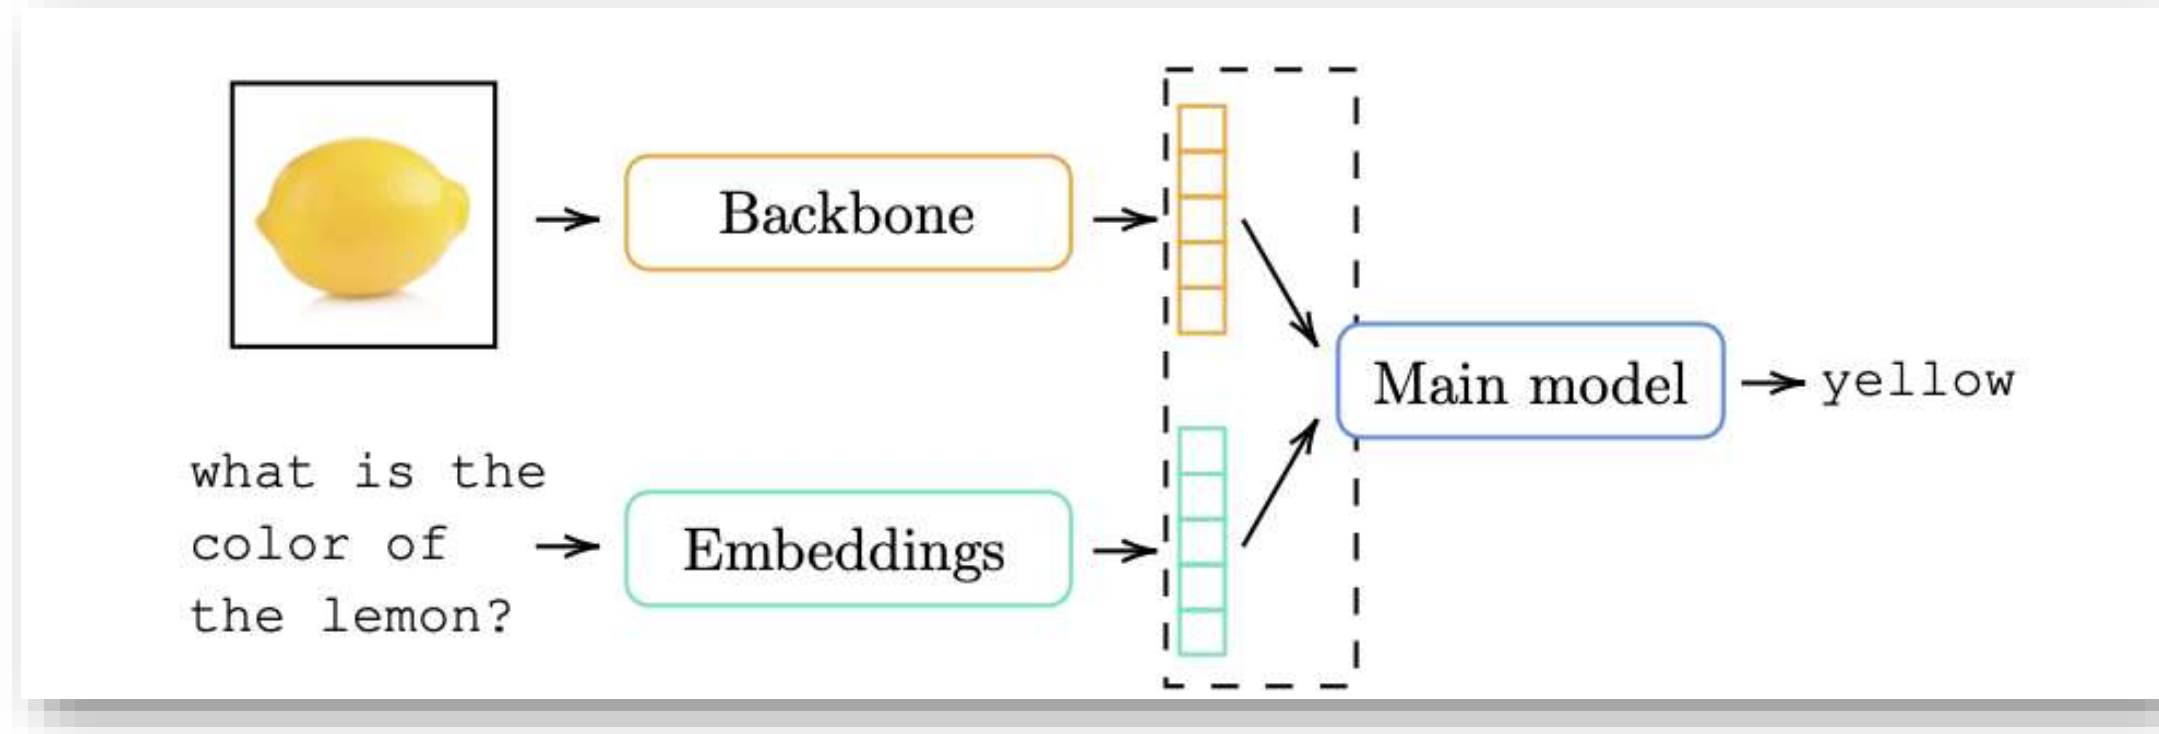 Backbone
Main model
yellow
what is the
color of
the lemon?
Embeddings